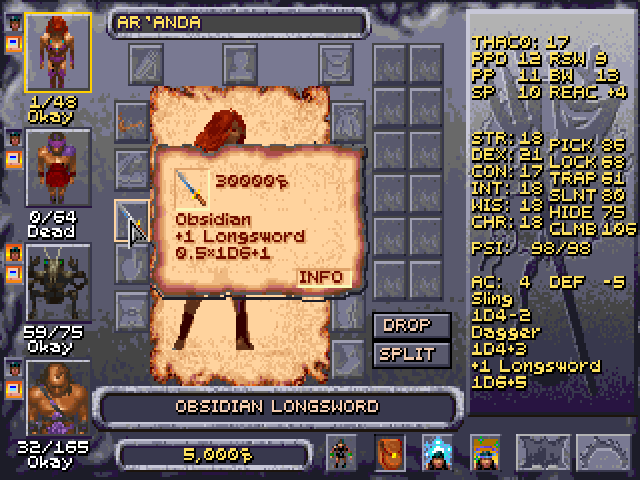 AR'ANDA
1/48
Okay
0/64
Dead
59/75
Okay
32/165
Okay
30000
Obsidian
+1 Longsword
0.5×1D6+1
INFO
DROP
SPLIT
OBSIDIAN LONGSWORD
5,000
THAC0: 17
PPD 12 RSW 9
PP 11 BW 13
SP 10 REAC +4
STR: 18
DEX: 21
CON: 17
INT: 18
WIS: 18
CHR: 18
PICK 86
LOCK 68
TRAP 61
SLNT 80
HIDE 75
CLMB 106
PSI: 98/98
AC: 4 DEF -5
Sling
1D4-2
Dagger
1D4+3
+1 Longsword
1D6+5